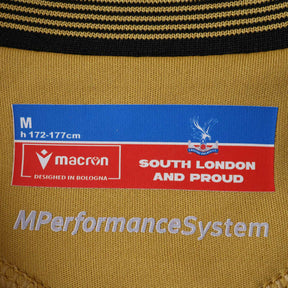 M
h 172-177cm
macron
DESIGNED IN BOLOGNA
SOUTH LONDON
AND PROUD
MPerformanceSystem